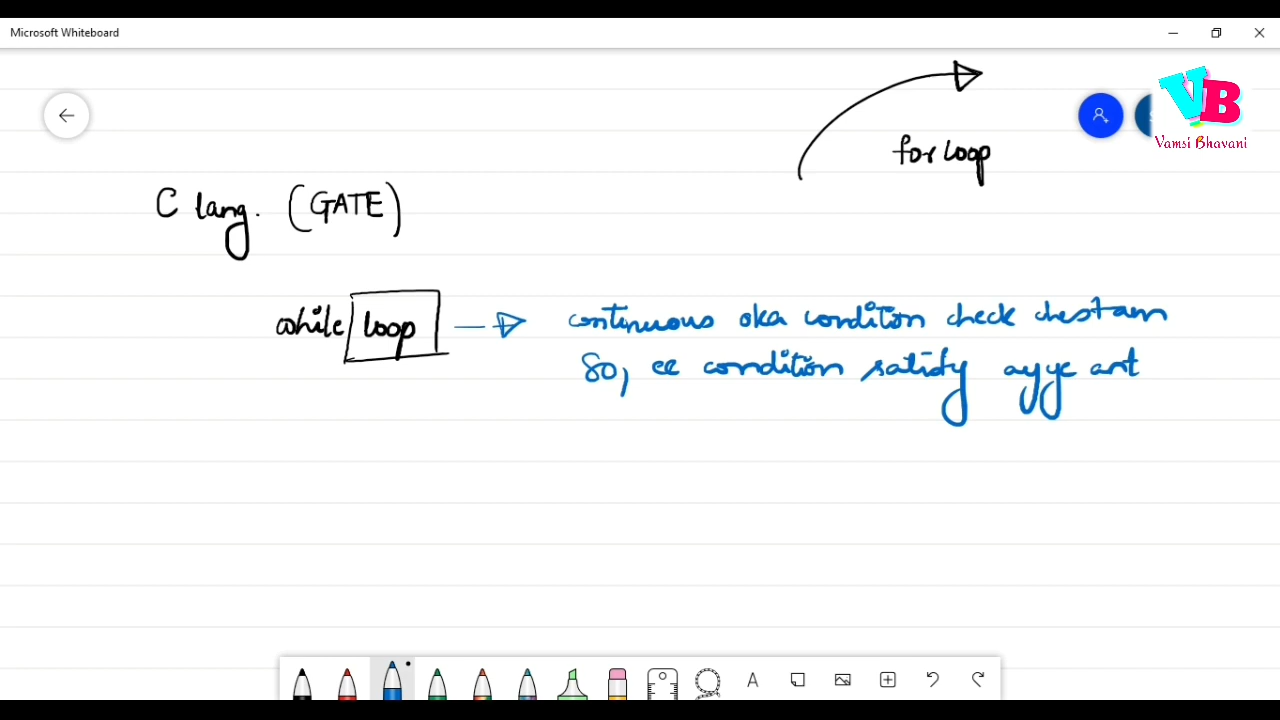 Microsoft Whiteboard
VB
Vamsi Bhavani
for loop
C lang. (GATE)
while loop
continuous oka condition check chestam
So, ee condition satisfy ayye ant
A